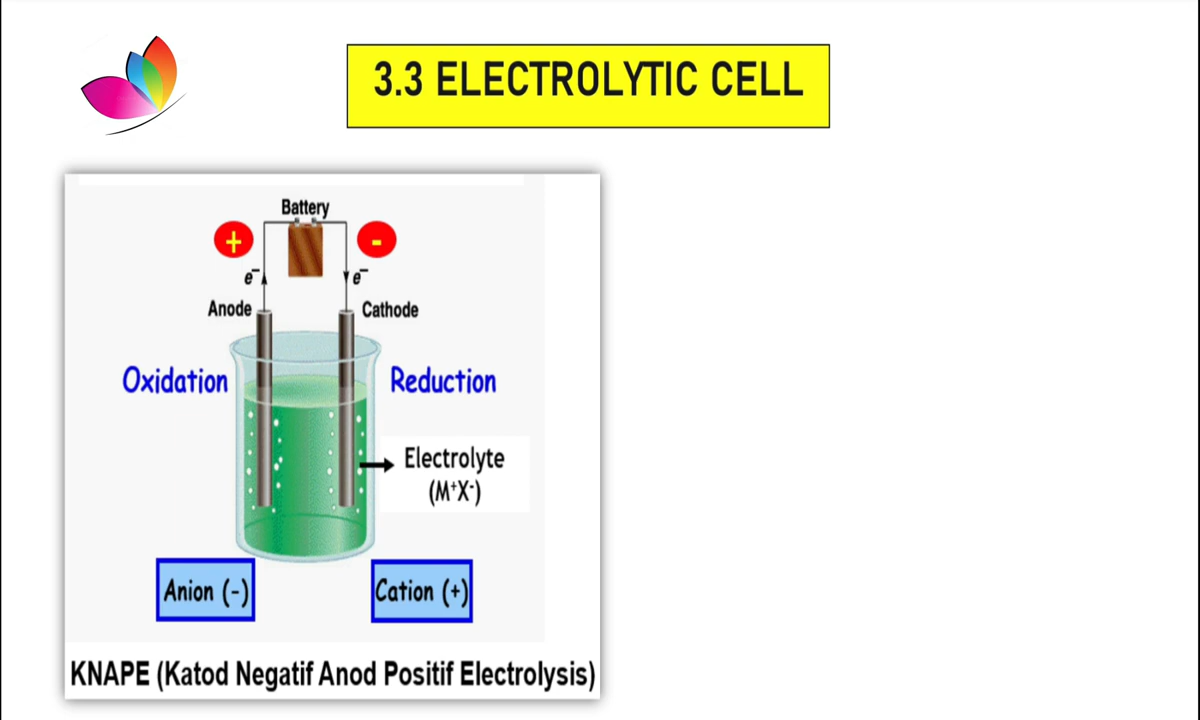 3.3 ELECTROLYTIC CELL
Battery
+ -
e⁻ e⁻
Anode Cathode
Oxidation Reduction
Electrolyte
(M⁺X⁻)
Anion (-) Cation (+)
KNAPE (Katod Negatif Anod Positif Electrolysis)